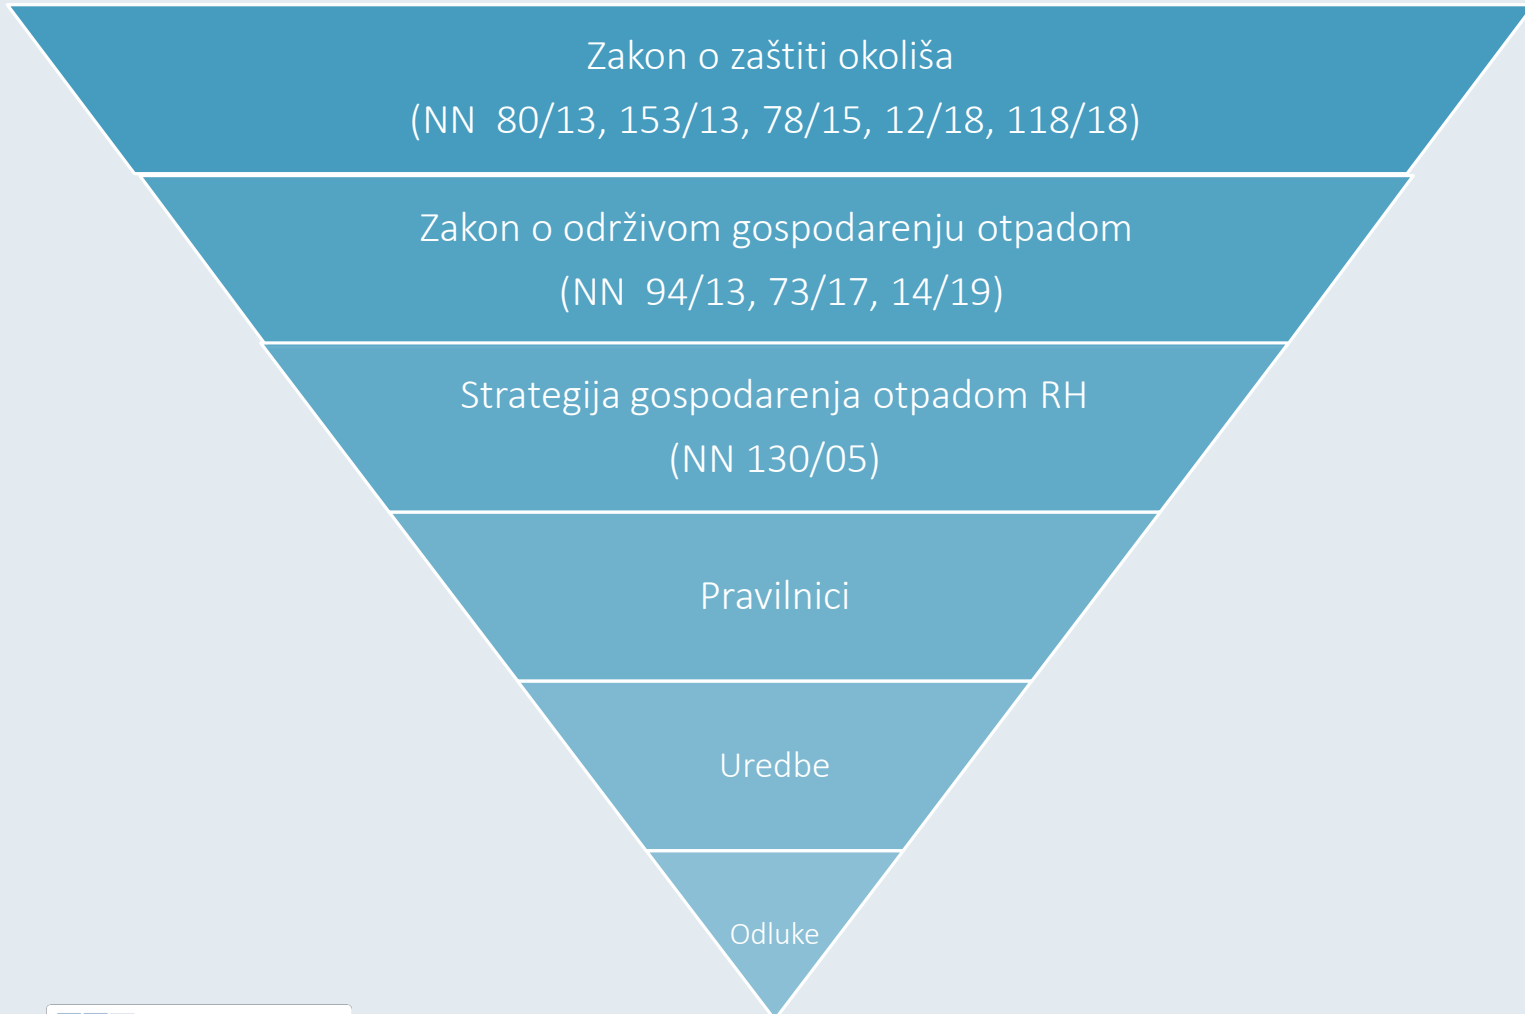 Zakon o zaštiti okoliša
(NN  80/13, 153/13, 78/15, 12/18, 118/18)
Zakon o održivom gospodarenju otpadom
(NN  94/13, 73/17, 14/19)
Strategija gospodarenja otpadom RH
(NN 130/05)
Pravilnici
Uredbe
Odluke